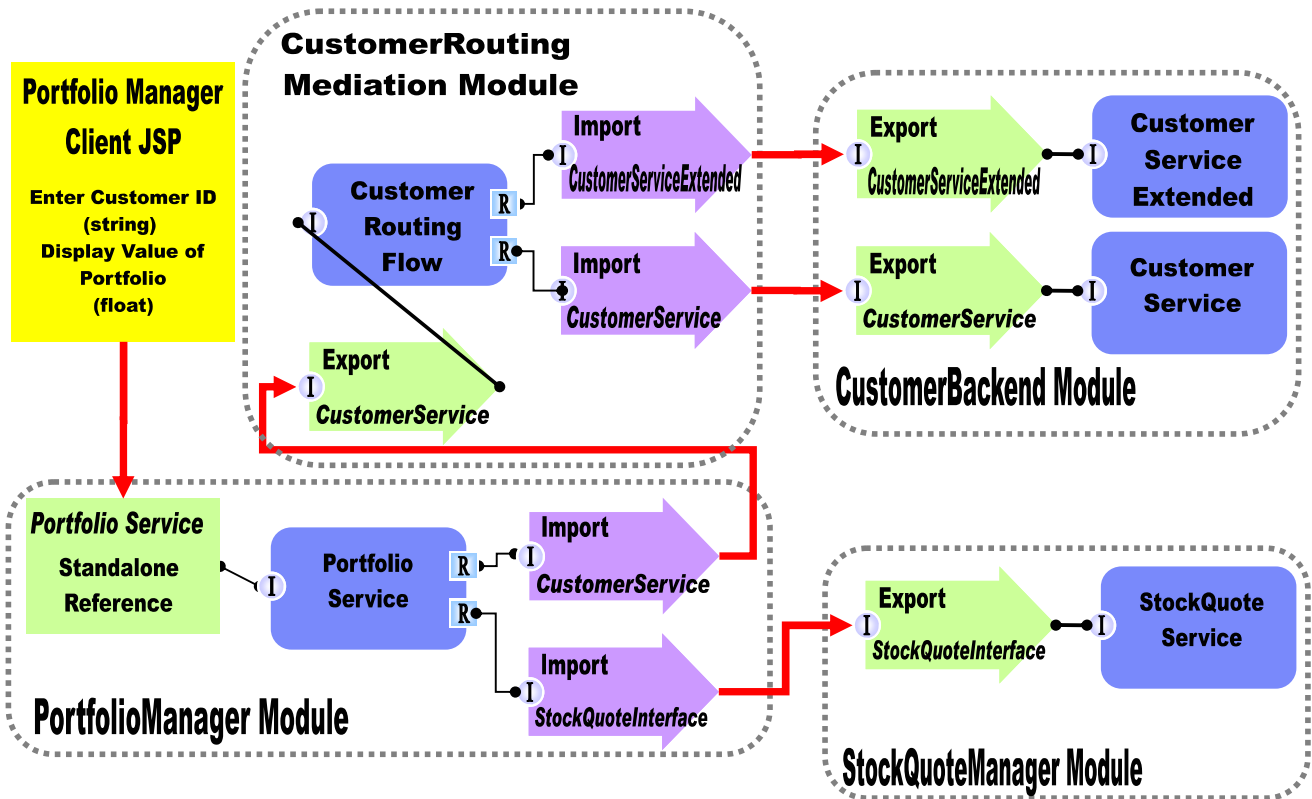 CustomerRouting
Mediation Module
Portfolio Manager
Client JSP
Enter Customer ID
(string)
Display Value of
Portfolio
(float)
Customer
Routing
Flow
I
R
R
Import
I
CustomerServiceExtended
Import
I
CustomerService
Export
I
CustomerService
Export
I
CustomerServiceExtended
I
Customer
Service
Extended
Export
I
CustomerService
I
Customer
Service
CustomerBackend Module
Portfolio Service
Standalone
Reference
I
Portfolio
Service
R
R
Import
I
CustomerService
Import
I
StockQuoteInterface
PortfolioManager Module
Export
I
StockQuoteInterface
I
StockQuote
Service
StockQuoteManager Module